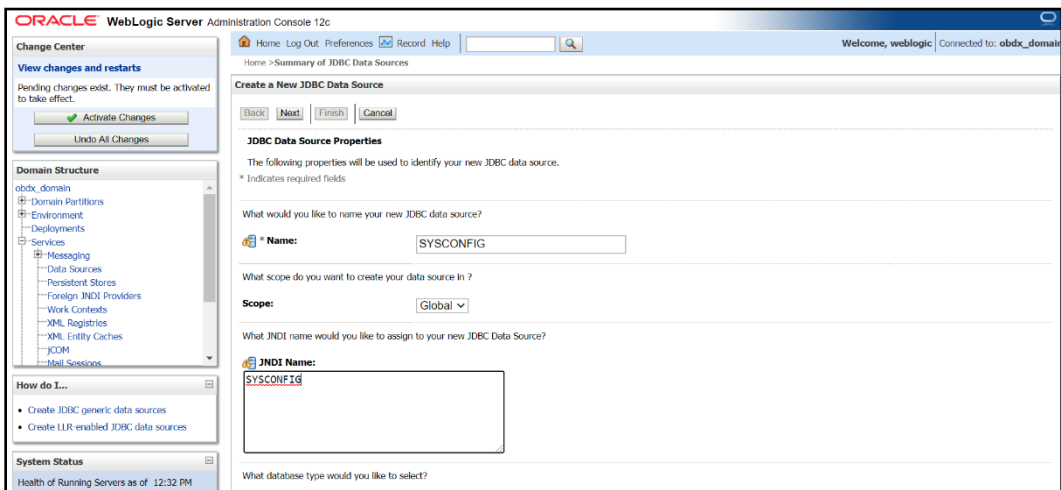 ORACLE WebLogic Server Administration Console 12c
Change Center
View changes and restarts
Pending changes exist. They must be activated
to take effect.
Activate Changes
Undo All Changes
Domain Structure
obdx_domain
Domain Partitions
Environment
Deployments
Services
Messaging
Data Sources
Persistent Stores
Foreign JNDI Providers
Work Contexts
XML Registries
XML Entity Caches
jCOM
Mail Sessions
How do I...
Create JDBC generic data sources
Create LLR-enabled JDBC data sources
System Status
Health of Running Servers as of 12:32 PM
Home Log Out Preferences Record Help
Welcome, weblogic Connected to: obdx_domain
Home >Summary of JDBC Data Sources
Create a New JDBC Data Source
Back Next Finish Cancel
JDBC Data Source Properties
The following properties will be used to identify your new JDBC data source.
* Indicates required fields
What would you like to name your new JDBC data source?
* Name: SYSCONFIG
What scope do you want to create your data source in ?
Scope: Global
What JNDI name would you like to assign to your new JDBC Data Source?
JNDI Name:
SYSCONFIG
What database type would you like to select?